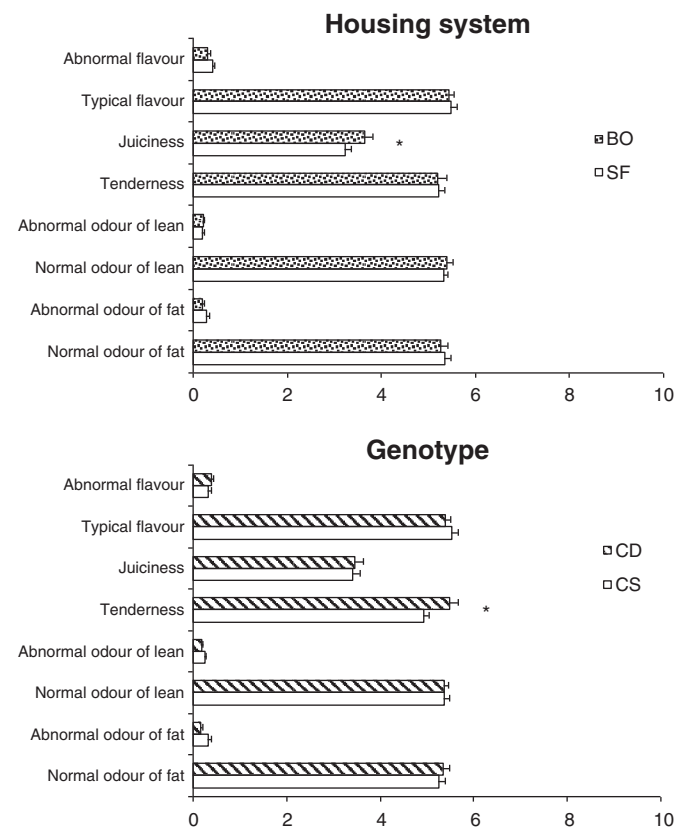 Housing system
Abnormal flavour
Typical flavour
Juiciness
*
BO
SF
Tenderness
Abnormal odour of lean
Normal odour of lean
Abnormal odour of fat
Normal odour of fat
0 2 4 6 8 10
Genotype
Abnormal flavour
Typical flavour
CD
Juiciness
CS
Tenderness
*
Abnormal odour of lean
Normal odour of lean
Abnormal odour of fat
Normal odour of fat
0 2 4 6 8 10